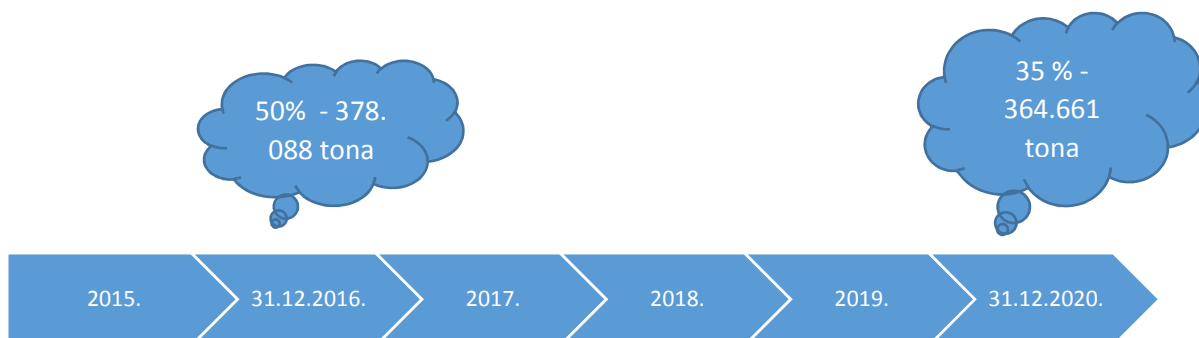 50% - 378.
088 tona
35 % -
364.661
tona
2015.
31.12.2016.
2017.
2018.
2019.
31.12.2020.